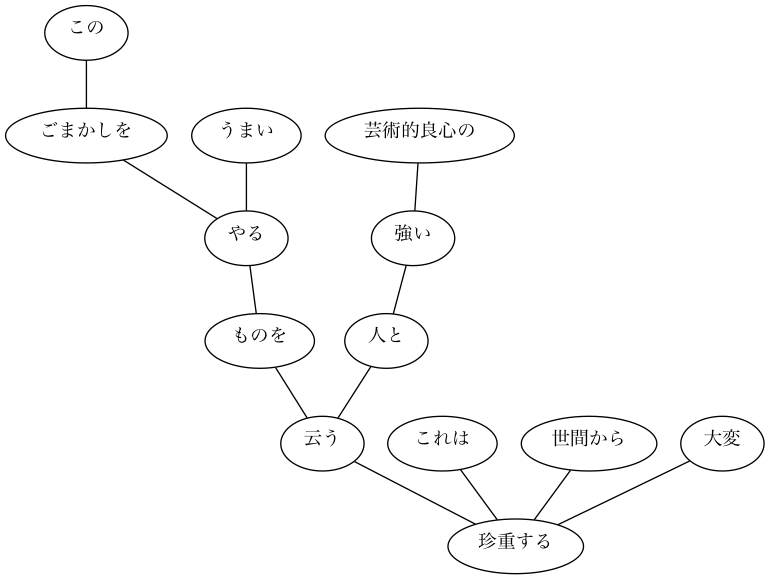 この
ごまかしを うまい 芸術的良心の
やる 強い
ものを 人と
云う これは 世間から 大変
珍重する